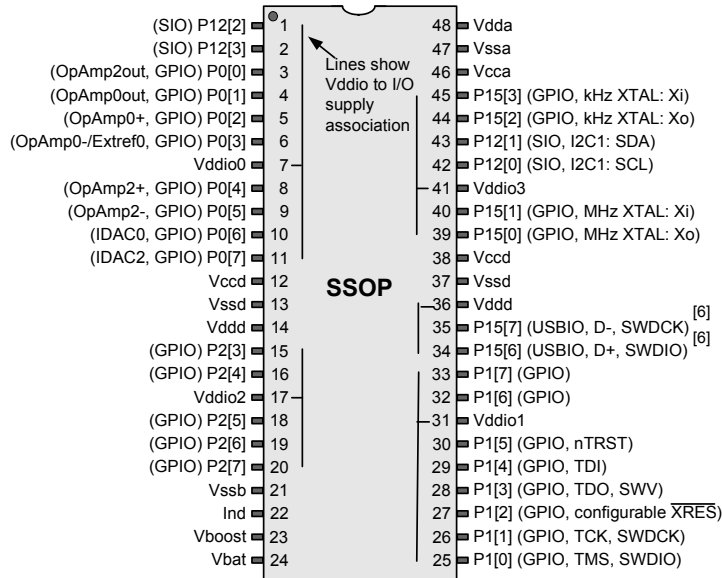 (SIO) P12[2] 1
(SIO) P12[3] 2
(OpAmp2out, GPIO) P0[0] 3
(OpAmp0out, GPIO) P0[1] 4
(OpAmp0+, GPIO) P0[2] 5
(OpAmp0-/Extref0, GPIO) P0[3] 6
Vddio0 7
(OpAmp2+, GPIO) P0[4] 8
(OpAmp2-, GPIO) P0[5] 9
(IDAC0, GPIO) P0[6] 10
(IDAC2, GPIO) P0[7] 11
Vccd 12
Vssd 13
Vddd 14
(GPIO) P2[3] 15
(GPIO) P2[4] 16
Vddio2 17
(GPIO) P2[5] 18
(GPIO) P2[6] 19
(GPIO) P2[7] 20
Vssb 21
Ind 22
Vboost 23
Vbat 24
Lines show
Vddio to I/O
supply
association
SSOP
48 Vdda
47 Vssa
46 Vcca
45 P15[3] (GPIO, kHz XTAL: Xi)
44 P15[2] (GPIO, kHz XTAL: Xo)
43 P12[1] (SIO, I2C1: SDA)
42 P12[0] (SIO, I2C1: SCL)
41 Vddio3
40 P15[1] (GPIO, MHz XTAL: Xi)
39 P15[0] (GPIO, MHz XTAL: Xo)
38 Vccd
37 Vssd
36 Vddd
35 P15[7] (USBIO, D-, SWDCK) [6]
34 P15[6] (USBIO, D+, SWDIO) [6]
33 P1[7] (GPIO)
32 P1[6] (GPIO)
31 Vddio1
30 P1[5] (GPIO, nTRST)
29 P1[4] (GPIO, TDI)
28 P1[3] (GPIO, TDO, SWV)
27 P1[2] (GPIO, configurable XRES)
26 P1[1] (GPIO, TCK, SWDCK)
25 P1[0] (GPIO, TMS, SWDIO)